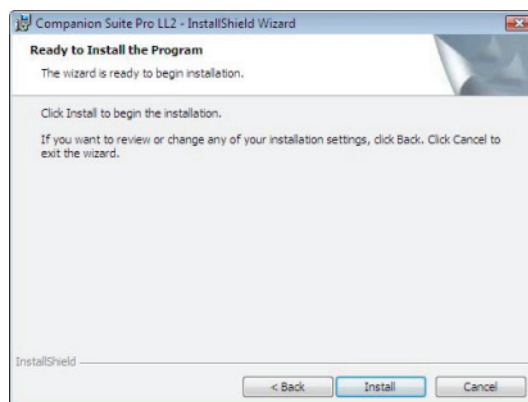 Companion Suite Pro LL2 - InstallShield Wizard
Ready to Install the Program
The wizard is ready to begin installation.
Click Install to begin the installation.
If you want to review or change any of your installation settings, click Back. Click Cancel to
exit the wizard.
InstallShield
< Back
Install
Cancel